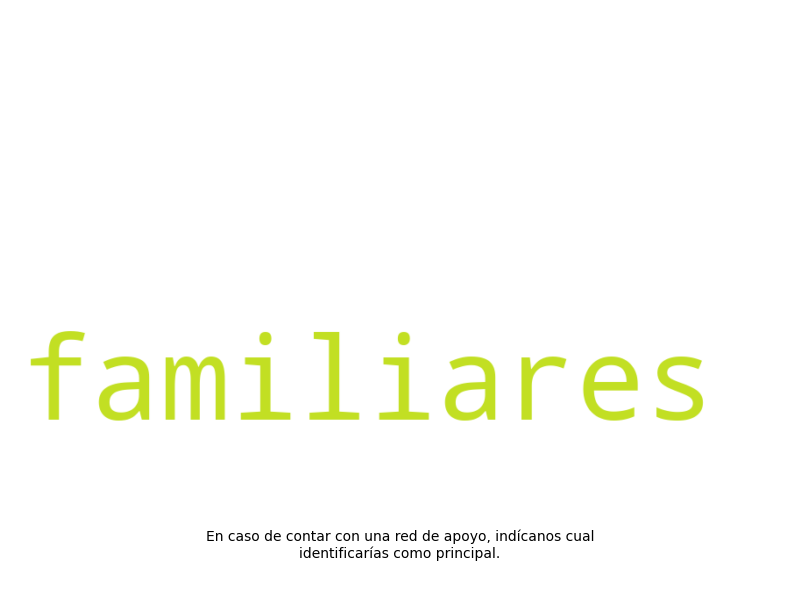 familiares
En caso de contar con una red de apoyo, indícanos cual
identificarías como principal.